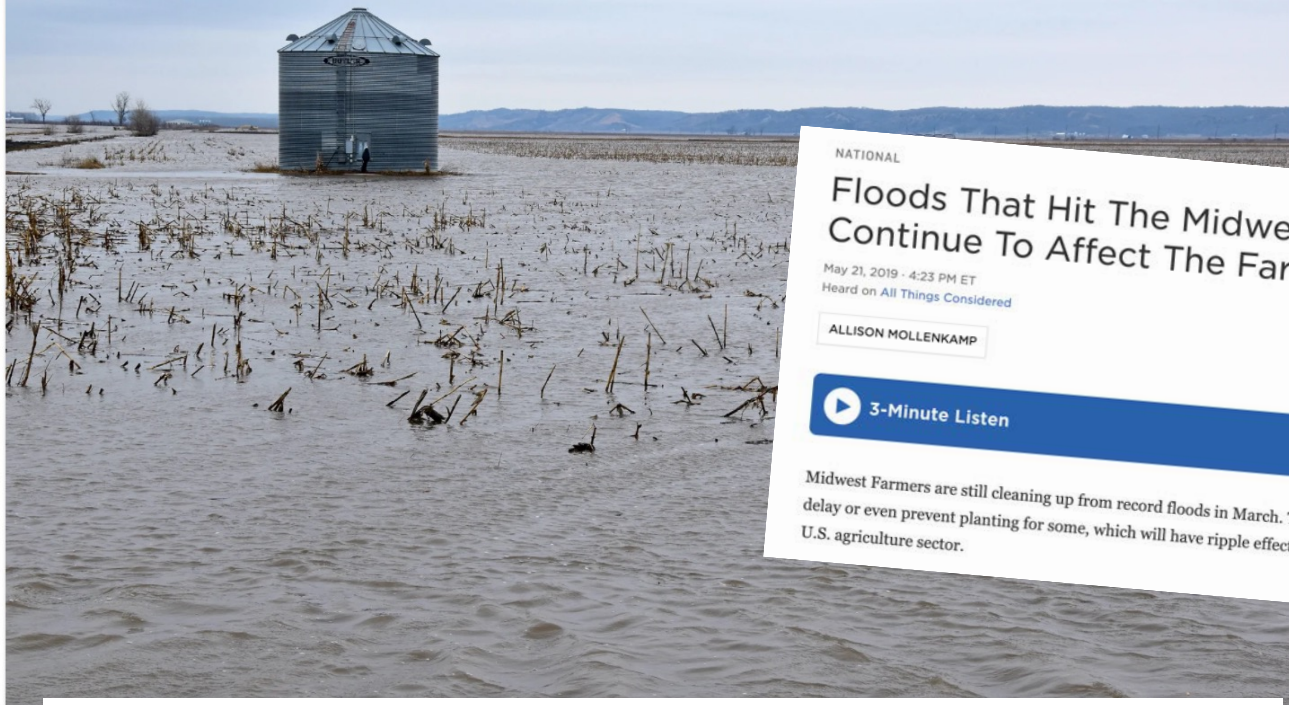 NATIONAL
Floods That Hit The Midwe
Continue To Affect The Far
May 21, 2019 · 4:23 PM ET
Heard on All Things Considered
ALLISON MOLLENKAMP
3-Minute Listen
Midwest Farmers are still cleaning up from record floods in March.
delay or even prevent planting for some, which will have ripple effect
U.S. agriculture sector.